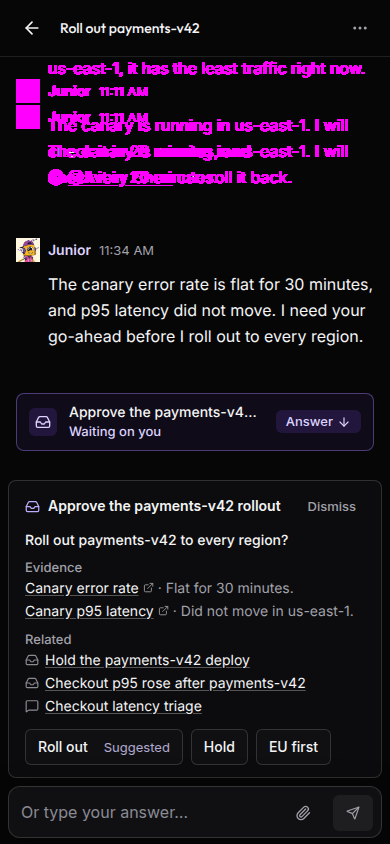 Roll out payments-v42
us-east-1, it has the least traffic right now.
Junior 11:11 AM
Junior 11:11 AM
The canary is running in us-east-1. I will
roll it back.
Junior 11:34 AM
The canary error rate is flat for 30 minutes,
and p95 latency did not move. I need your
go-ahead before I roll out to every region.
Approve the payments-v4...
Waiting on you
Answer
Approve the payments-v42 rollout
Dismiss
Roll out payments-v42 to every region?
Evidence
Canary error rate · Flat for 30 minutes.
Canary p95 latency · Did not move in us-east-1.
Related
Hold the payments-v42 deploy
Checkout p95 rose after payments-v42
Checkout latency triage
Roll out Suggested Hold EU first
Or type your answer...